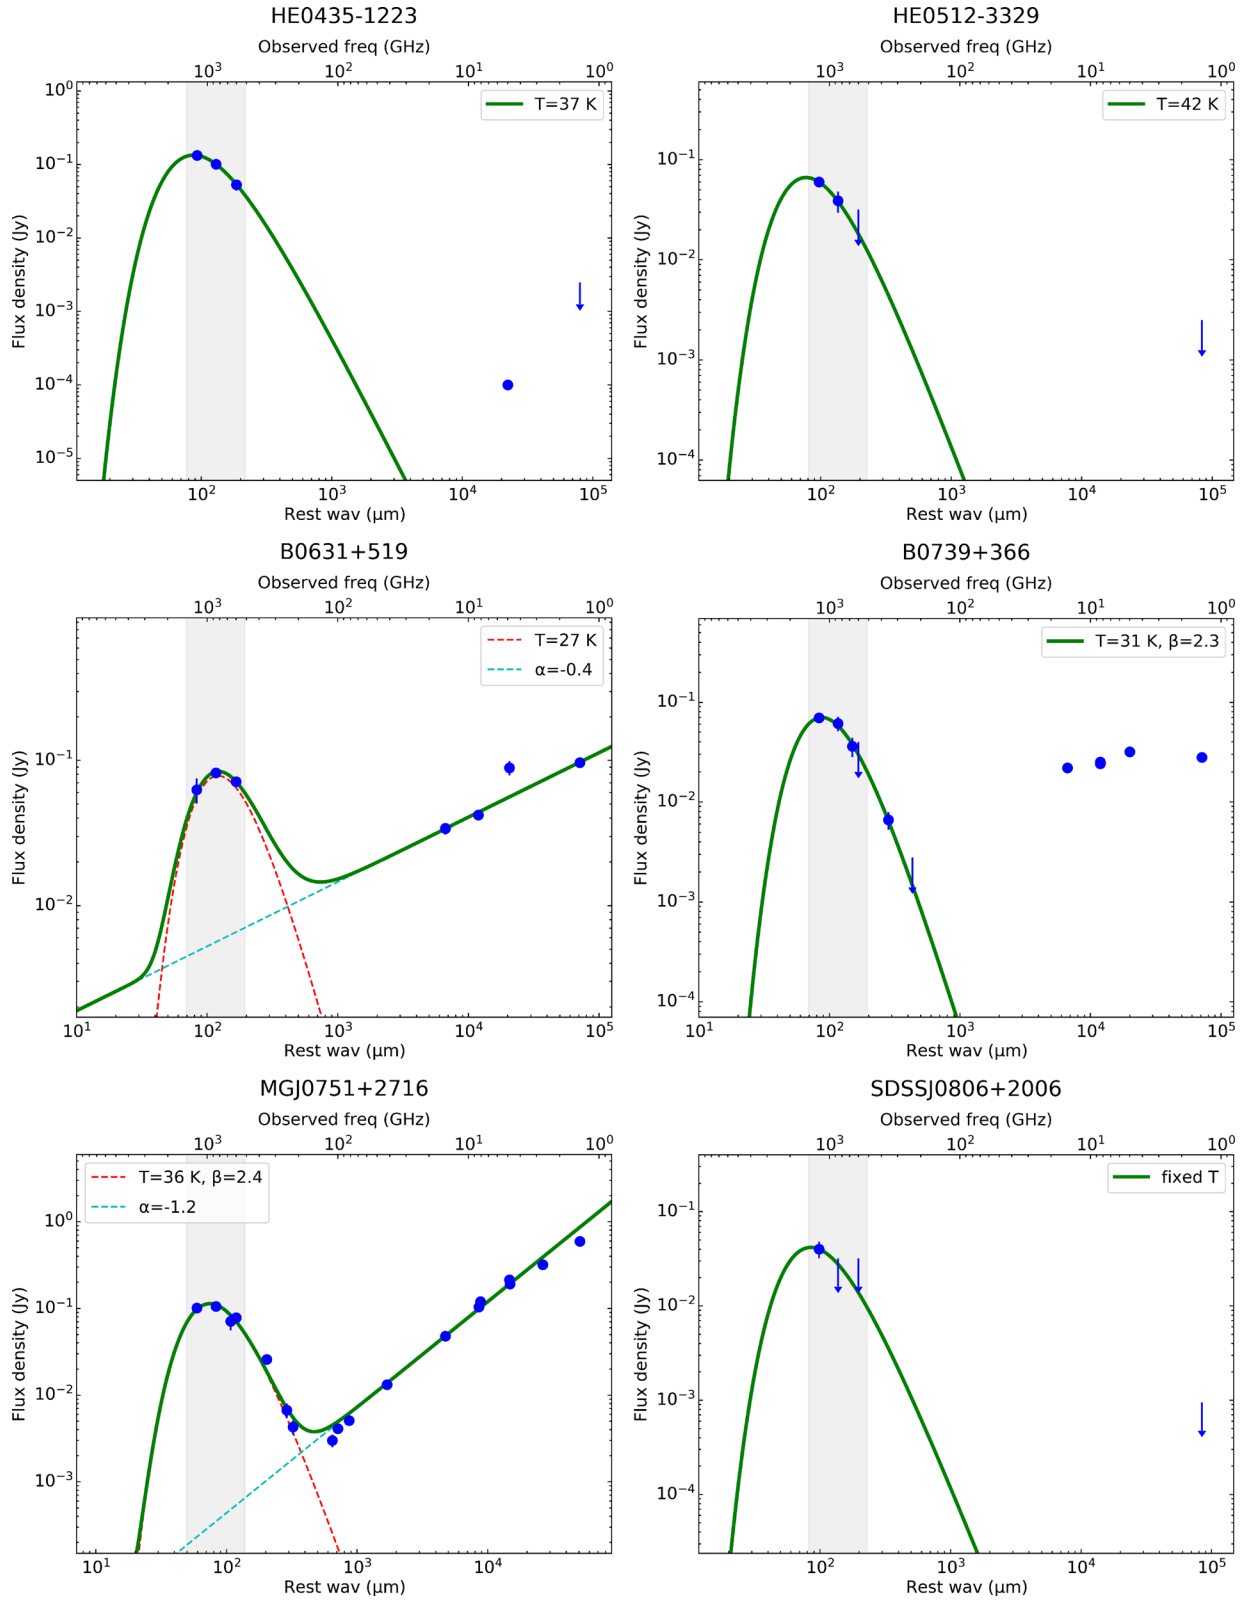 HE0435-1223
Observed freq (GHz)
10³ 10² 10¹ 10⁰
T=37 K
10⁰
10⁻¹
10⁻²
10⁻³
10⁻⁴
10⁻⁵
Flux density (Jy)
10² 10³ 10⁴ 10⁵
Rest wav (μm)
HE0512-3329
Observed freq (GHz)
10³ 10² 10¹ 10⁰
T=42 K
10⁻¹
10⁻²
10⁻³
10⁻⁴
Flux density (Jy)
10² 10³ 10⁴ 10⁵
Rest wav (μm)
B0631+519
Observed freq (GHz)
10³ 10² 10¹ 10⁰
T=27 K
α=-0.4
10⁻¹
10⁻²
Flux density (Jy)
10¹ 10² 10³ 10⁴ 10⁵
Rest wav (μm)
B0739+366
Observed freq (GHz)
10³ 10² 10¹ 10⁰
T=31 K, β=2.3
10⁻¹
10⁻²
10⁻³
10⁻⁴
Flux density (Jy)
10¹ 10² 10³ 10⁴ 10⁵
Rest wav (μm)
MGJ0751+2716
Observed freq (GHz)
10³ 10² 10¹ 10⁰
T=36 K, β=2.4
α=-1.2
10⁰
10⁻¹
10⁻²
10⁻³
Flux density (Jy)
10¹ 10² 10³ 10⁴
Rest wav (μm)
SDSSJ0806+2006
Observed freq (GHz)
10³ 10² 10¹ 10⁰
fixed T
10⁻¹
10⁻²
10⁻³
10⁻⁴
Flux density (Jy)
10² 10³ 10⁴ 10⁵
Rest wav (μm)